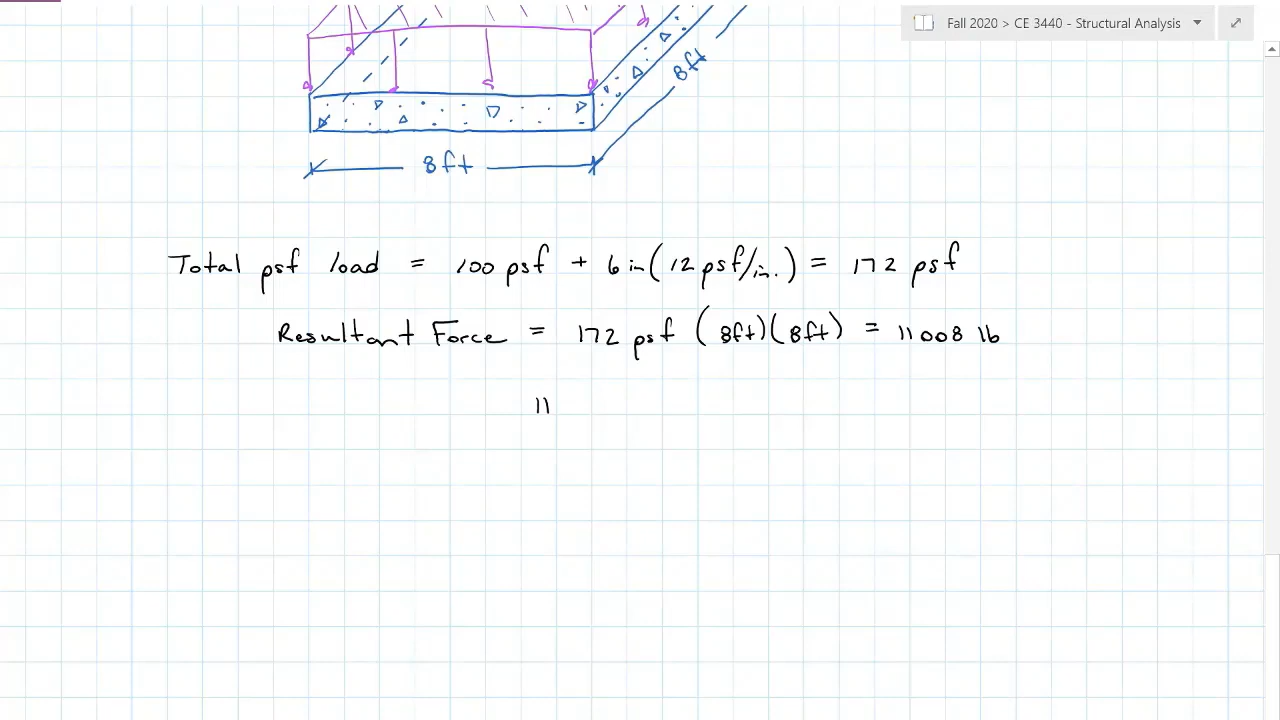 Fall 2020 > CE 3440 - Structural Analysis
8ft
8ft
Total psf load = 100 psf + 6 in(12 psf/in.) = 172 psf
Resultant Force = 172 psf (8ft)(8ft) = 11008 lb
11